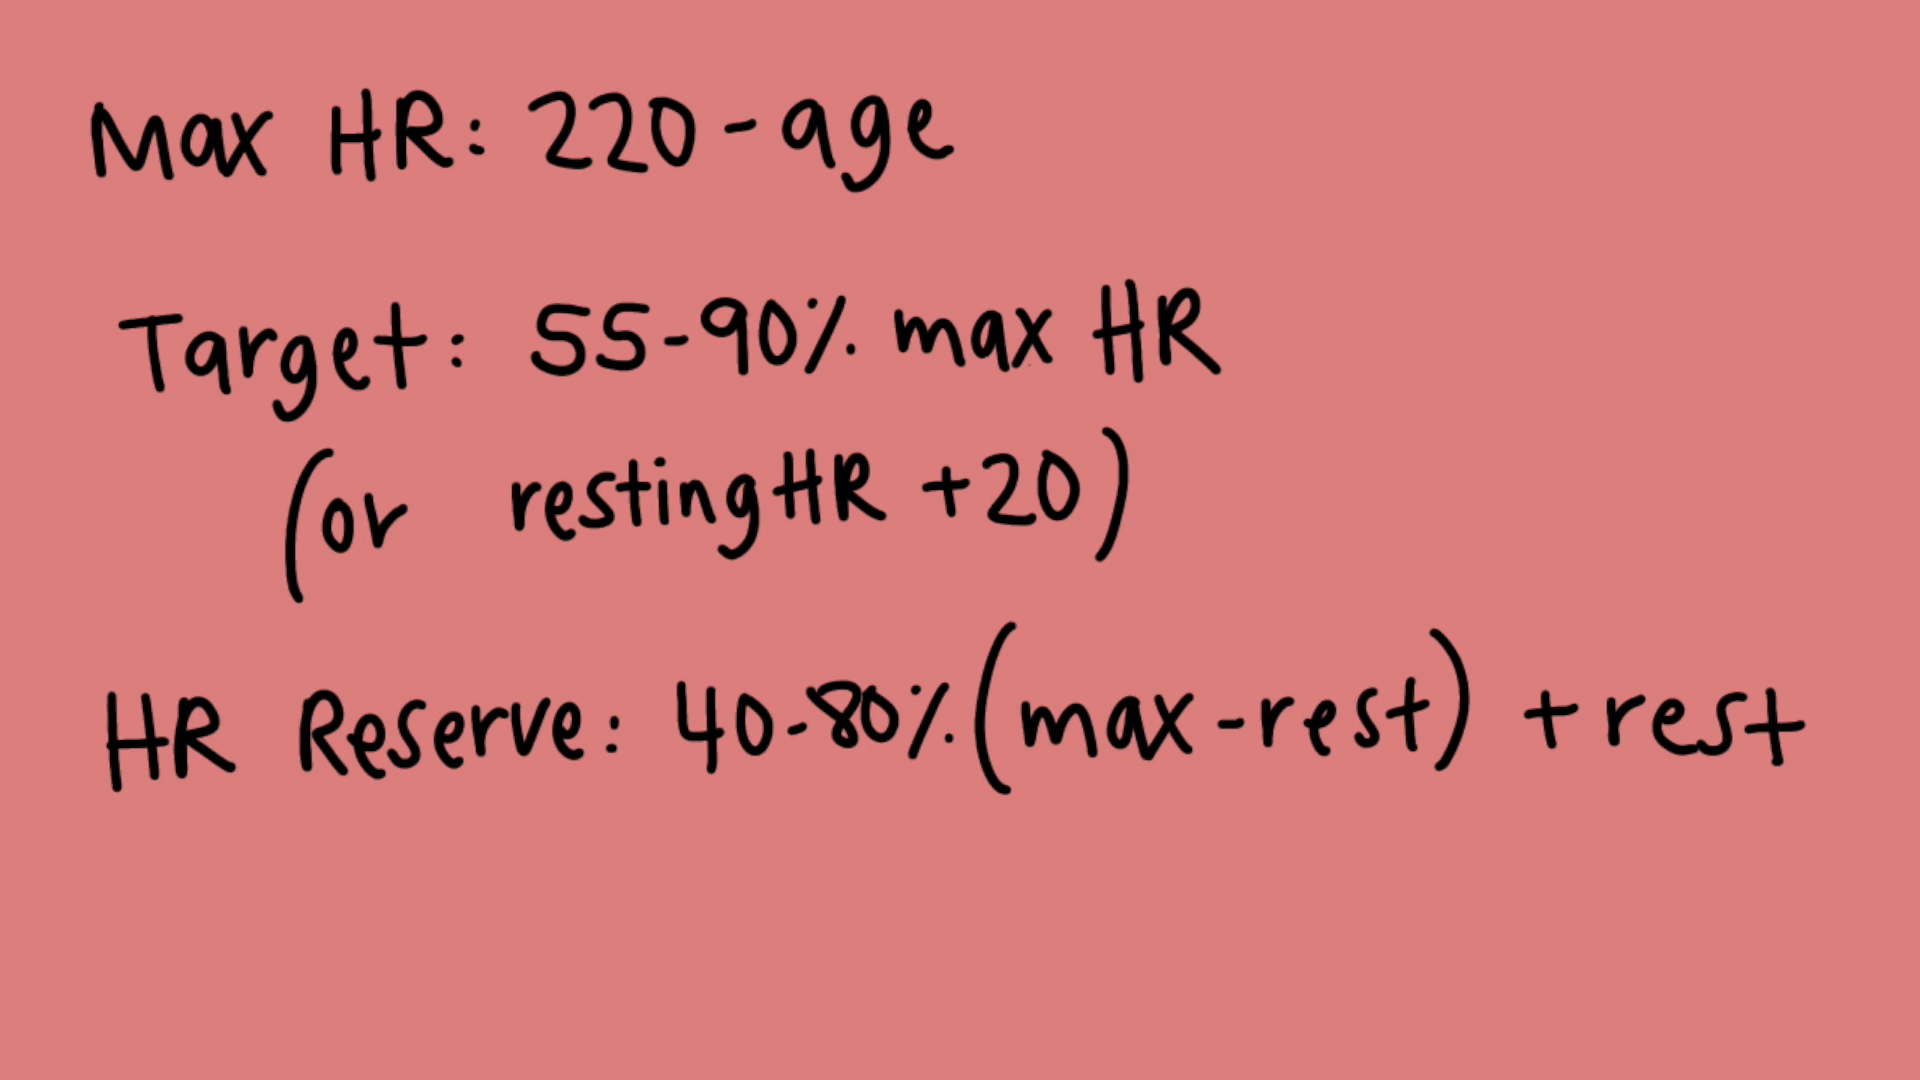 Max HR: 220-age
Target: 55-90% max HR
(or restingHR +20)
HR Reserve: 40-80% (max-rest) + rest